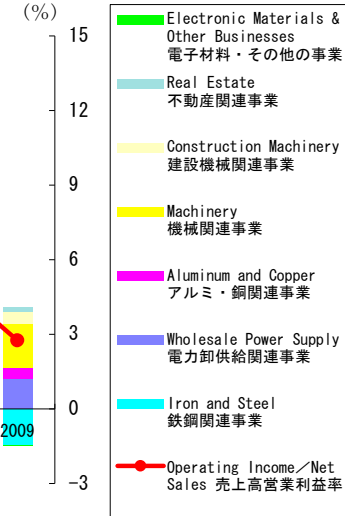 (%)
15
12
9
6
3
0
−3
2009
Electronic Materials &
Other Businesses
電子材料・その他の事業
Real Estate
不動産関連事業
Construction Machinery
建設機械関連事業
Machinery
機械関連事業
Aluminum and Copper
アルミ・銅関連事業
Wholesale Power Supply
電力卸供給関連事業
Iron and Steel
鉄鋼関連事業
Operating Income／Net
Sales 売上高営業利益率